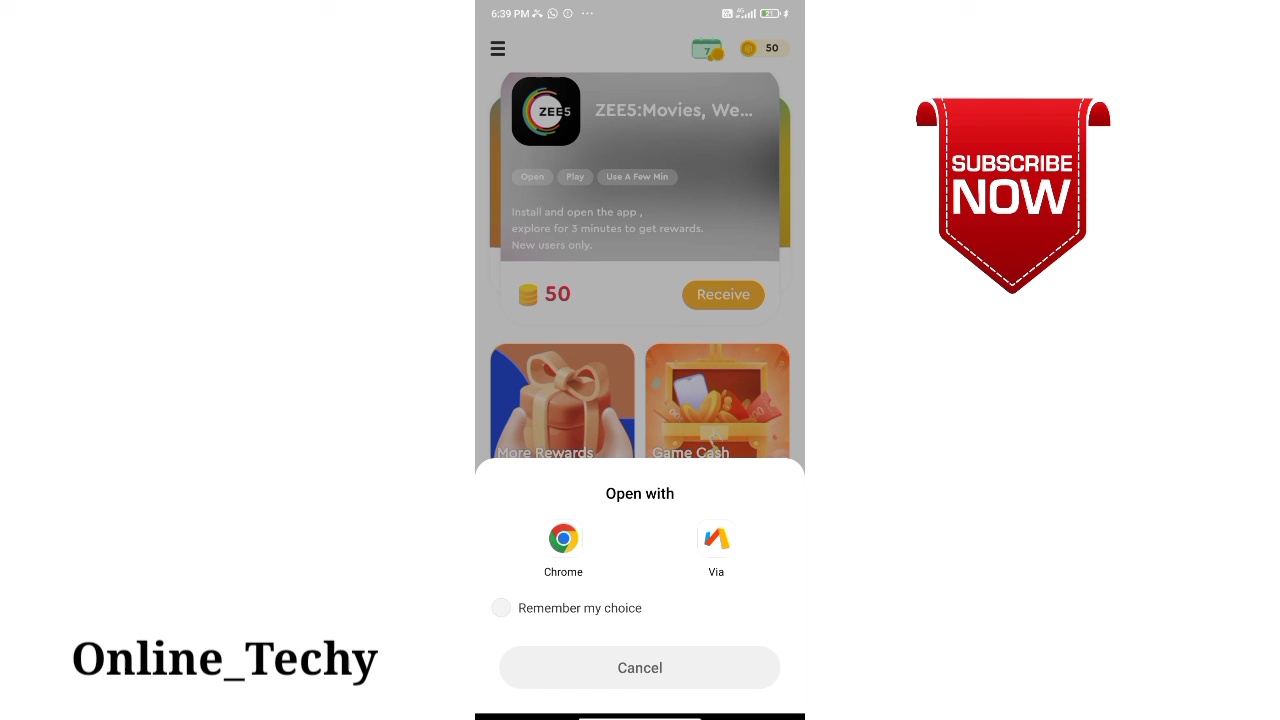 6:39 PM
21
7
50
ZEE5
ZEE5:Movies, We...
Open Play Use A Few Min
Install and open the app ,
explore for 3 minutes to get rewards.
New users only.
50
Receive
More Rewards
Game Cash
Open with
Chrome
Via
Remember my choice
Cancel
SUBSCRIBE
NOW
Online_Techy